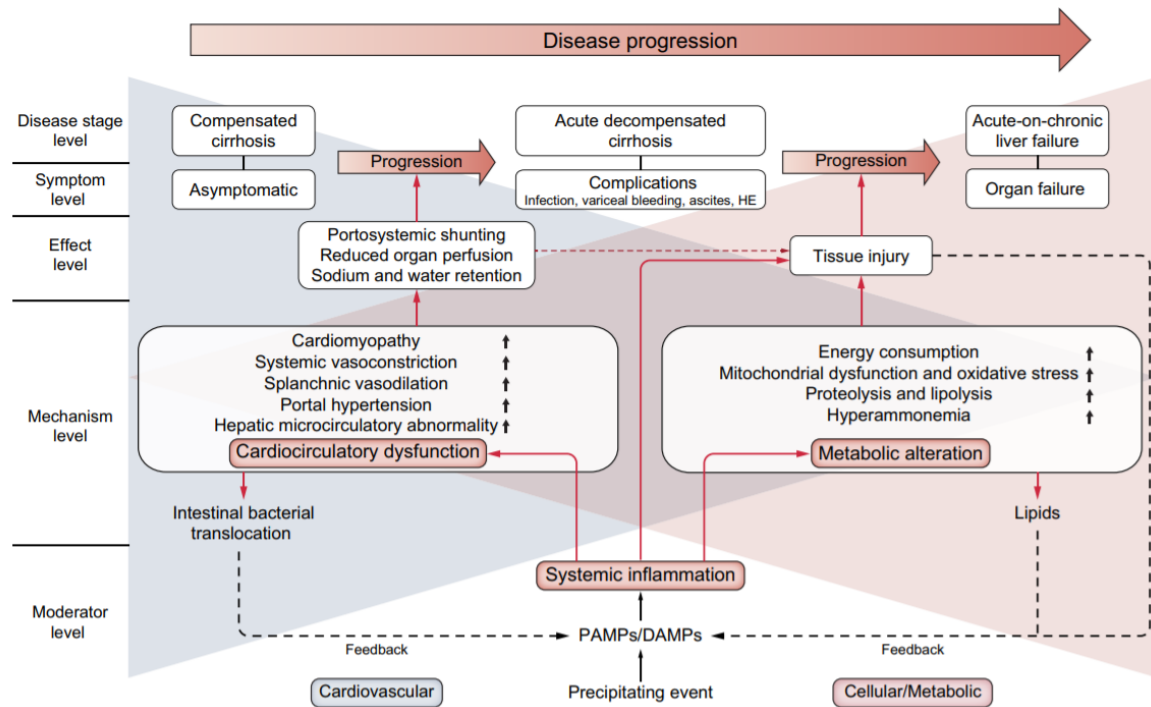 Disease progression
Disease stage
level
Compensated
cirrhosis
Acute decompensated
cirrhosis
Acute-on-chronic
liver failure
Progression
Progression
Symptom
level
Asymptomatic
Complications
Infection, variceal bleeding, ascites, HE
Organ failure
Effect
level
Portosystemic shunting
Reduced organ perfusion
Sodium and water retention
Tissue injury
Mechanism
level
Cardiomyopathy
Systemic vasoconstriction
Splanchnic vasodilation
Portal hypertension
Hepatic microcirculatory abnormality
Cardiocirculatory dysfunction
Energy consumption
Mitochondrial dysfunction and oxidative stress
Proteolysis and lipolysis
Hyperammonemia
Metabolic alteration
Intestinal bacterial
translocation
Lipids
Moderator
level
Systemic inflammation
PAMPs/DAMPs
Feedback
Feedback
Cardiovascular
Precipitating event
Cellular/Metabolic